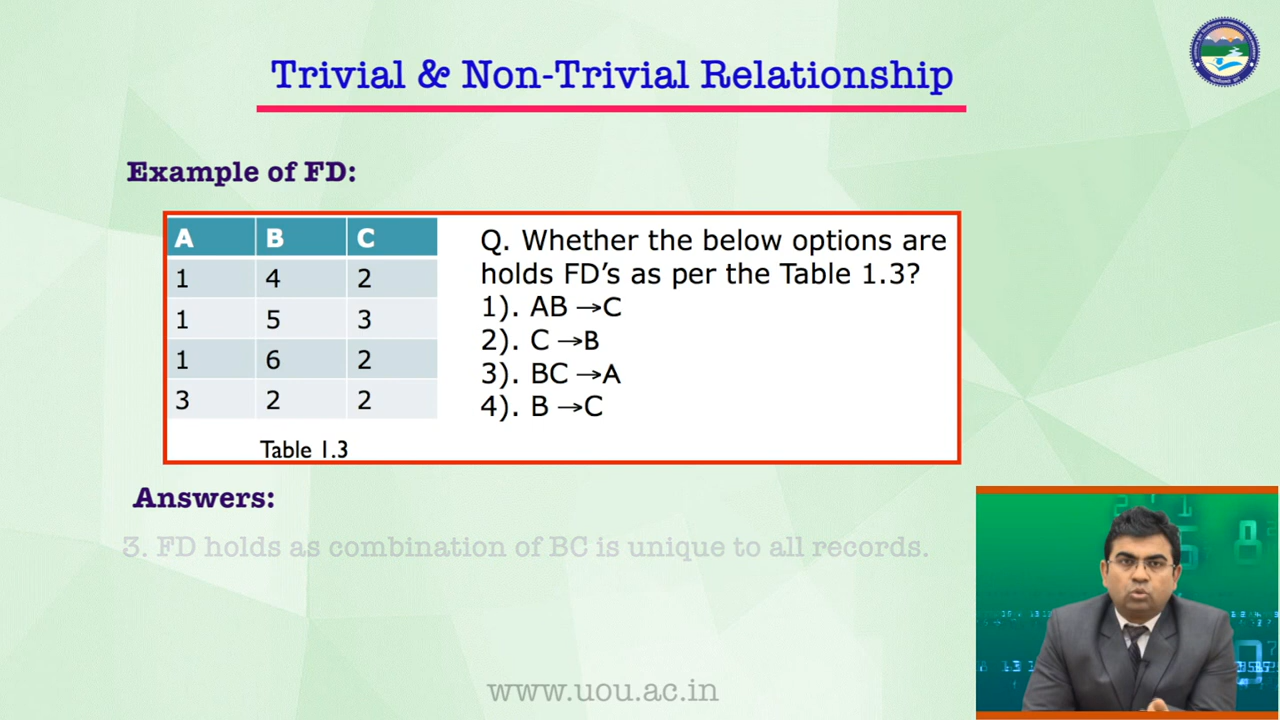 Trivial & Non-Trivial Relationship
Example of FD:
A B C
1 4 2
1 5 3
1 6 2
3 2 2
Table 1.3
Q. Whether the below options are
holds FD's as per the Table 1.3?
1). AB →C
2). C →B
3). BC →A
4). B →C
Answers:
3. FD holds as combination of BC is unique to all records.
www.uou.ac.in